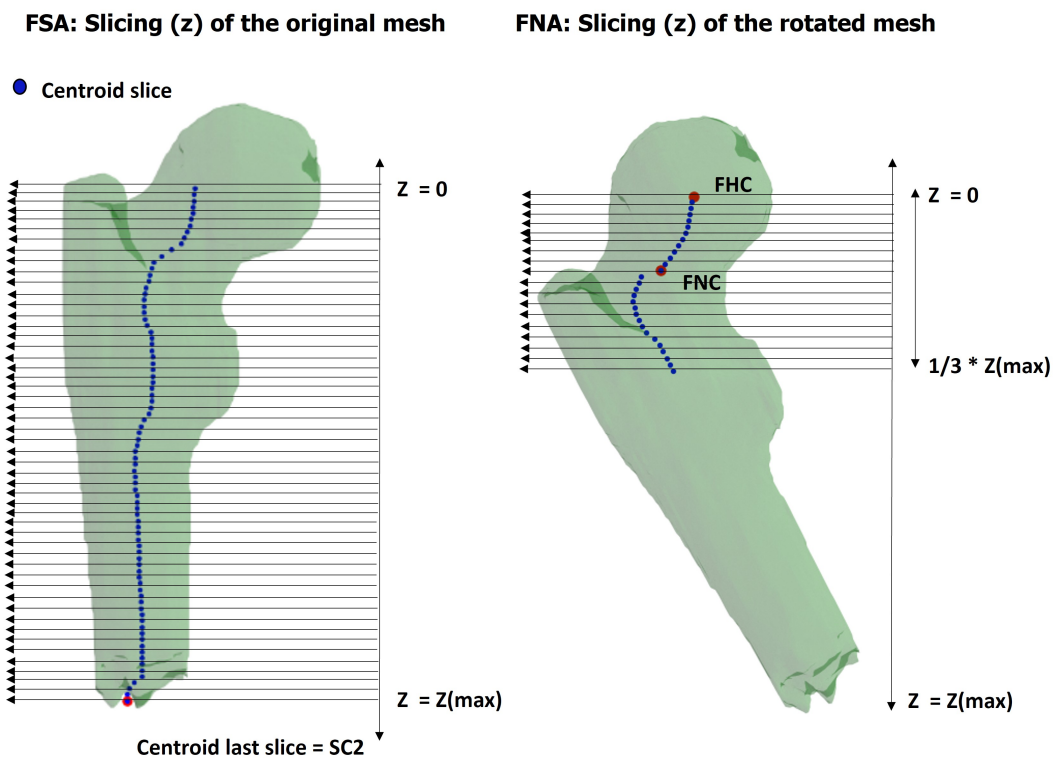 FSA: Slicing (z) of the original mesh
FNA: Slicing (z) of the rotated mesh
Centroid slice
Z = 0
FHC
Z = 0
FNC
1/3 * Z(max)
Z = Z(max)
Z = Z(max)
Centroid last slice = SC2